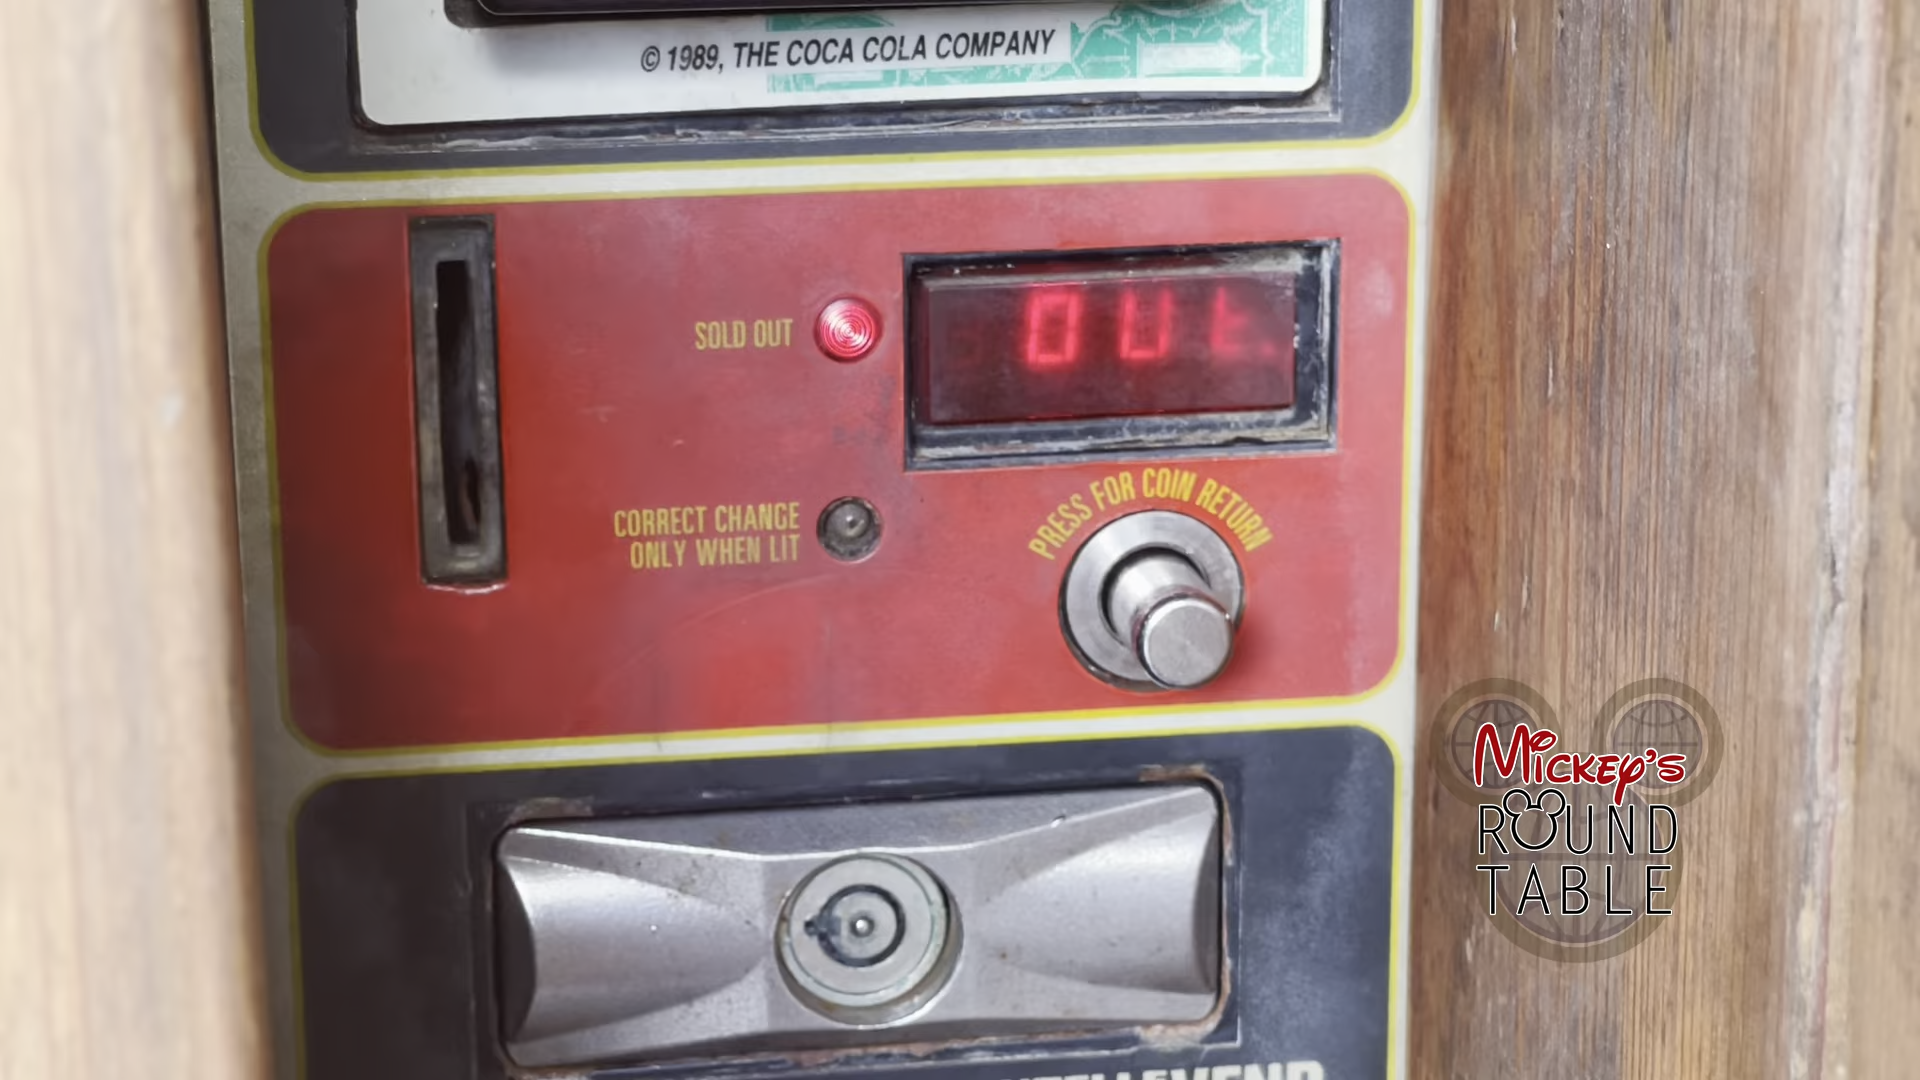 © 1989, THE COCA COLA COMPANY
SOLD OUT
OUt.
PRESS FOR COIN RETURN
CORRECT CHANGE
ONLY WHEN LIT
MICKEY'S
ROUND
TABLE